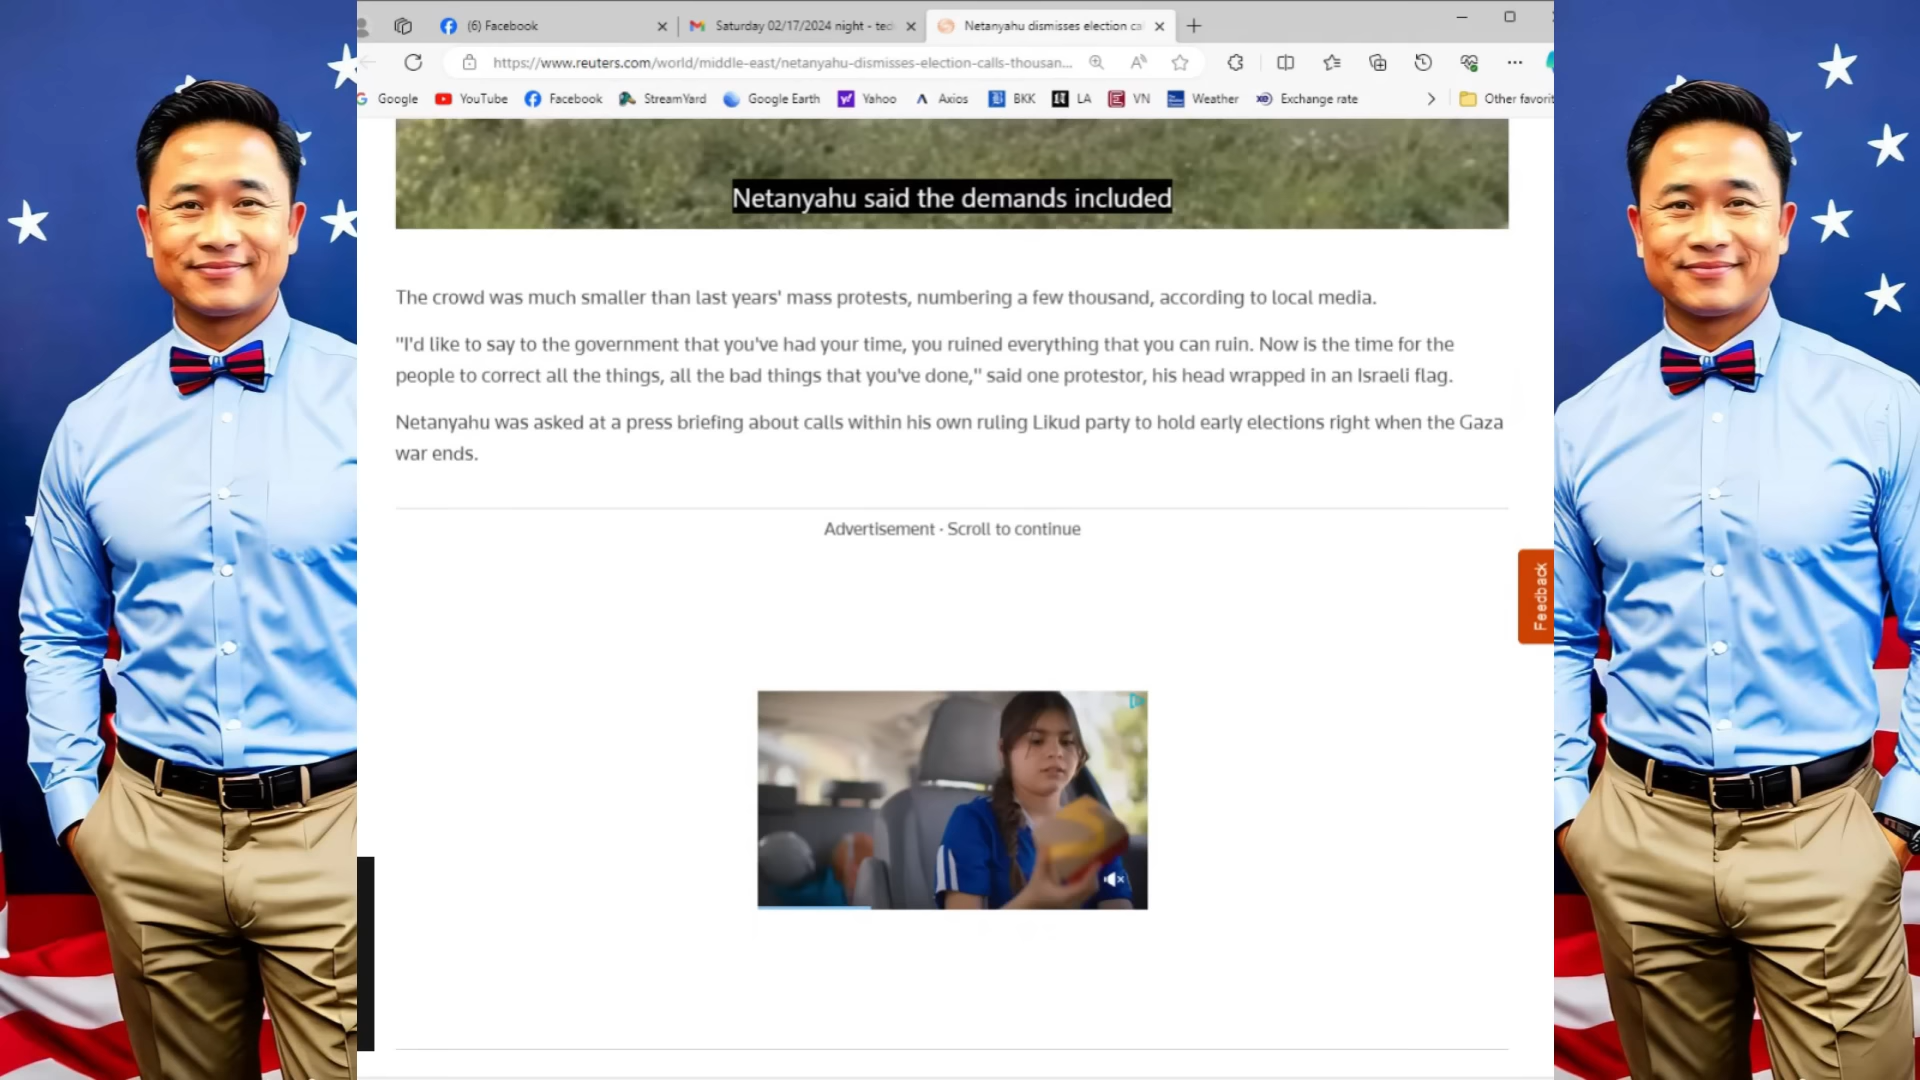 (6) Facebook
Saturday 02/17/2024 night - ted
Netanyahu dismisses election ca
https://www.reuters.com/world/middle-east/netanyahu-dismisses-election-calls-thousan...
Google YouTube Facebook StreamYard Google Earth Yahoo Axios BKK LA VN Weather Exchange rate Other favorit
Netanyahu said the demands included
The crowd was much smaller than last years' mass protests, numbering a few thousand, according to local media.
"I'd like to say to the government that you've had your time, you ruined everything that you can ruin. Now is the time for the
people to correct all the things, all the bad things that you've done," said one protestor, his head wrapped in an Israeli flag.
Netanyahu was asked at a press briefing about calls within his own ruling Likud party to hold early elections right when the Gaza
war ends.
Advertisement · Scroll to continue
Feedback